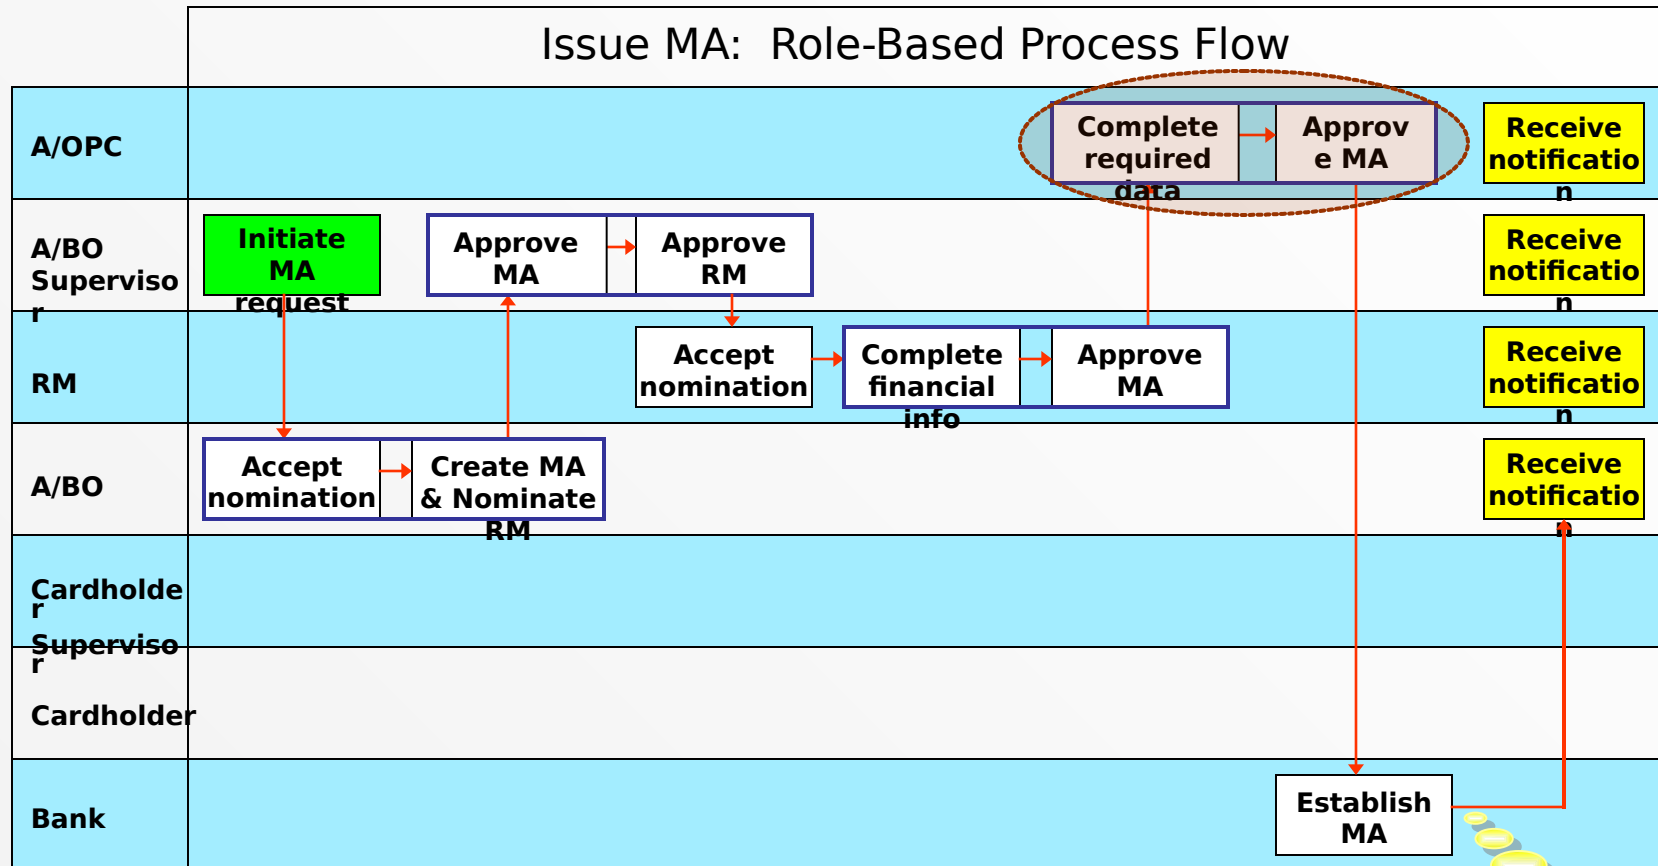 Issue MA:  Role-Based Process Flow
A/OPC
Complete
required
data
Approv
e MA
Receive
notificatio
n
A/BO
Superviso
r
Initiate
MA
request
Approve
MA
Approve
RM
Receive
notificatio
n
RM
Accept
nomination
Complete
financial
info
Approve
MA
Receive
notificatio
n
A/BO
Accept
nomination
Create MA
& Nominate
RM
Receive
notificatio
n
Cardholde
r
Superviso
r
Cardholder
Bank
Establish
MA